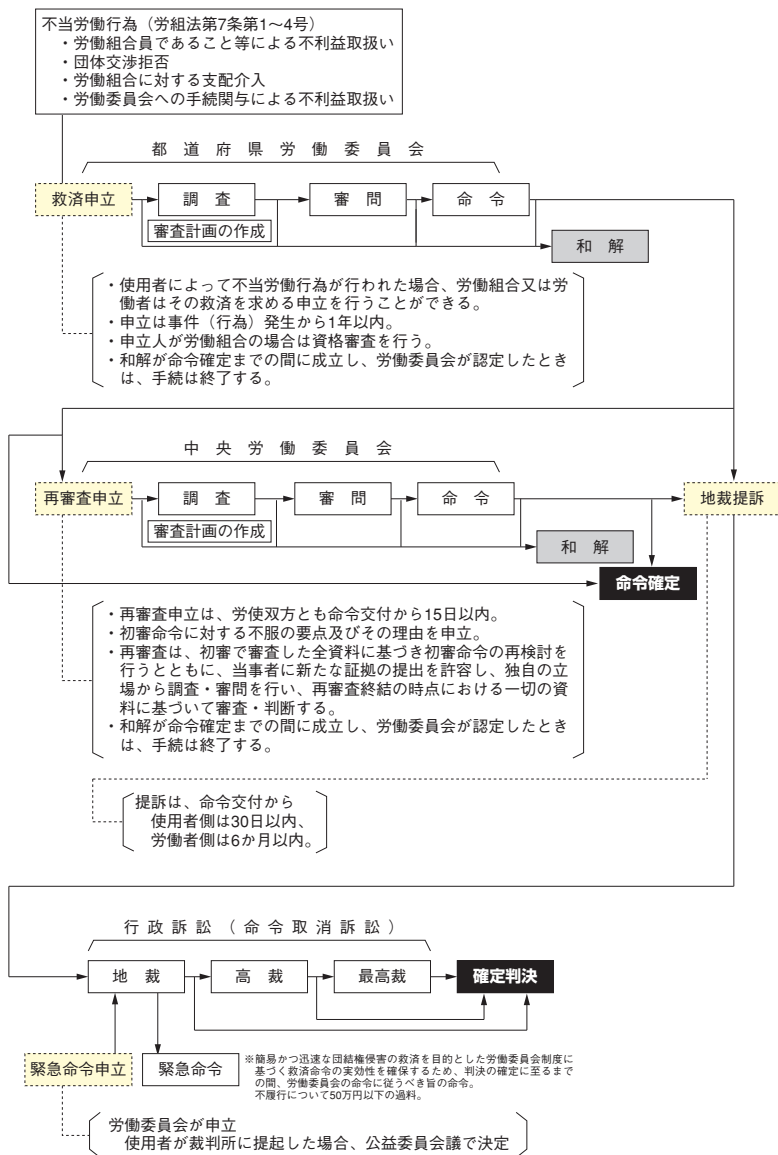 不当労働行為（労組法第7条第1～4号）
・労働組合員であること等による不利益取扱い
・団体交渉拒否
・労働組合に対する支配介入
・労働委員会への手続関与による不利益取扱い
都道府県労働委員会
救済申立
調査
審問
命令
審査計画の作成
和解
・使用者によって不当労働行為が行われた場合、労働組合又は労
働者はその救済を求める申立を行うことができる。
・申立は事件（行為）発生から1年以内。
・申立人が労働組合の場合は資格審査を行う。
・和解が命令確定までの間に成立し、労働委員会が認定したとき
は、手続は終了する。
中央労働委員会
再審査申立
調査
審問
命令
地裁提訴
審査計画の作成
和解
命令確定
・再審査申立は、労使双方とも命令交付から15日以内。
・初審命令に対する不服の要点及びその理由を申立。
・再審査は、初審で審査した全資料に基づき初審命令の再検討を
行うとともに、当事者に新たな証拠の提出を許容し、独自の立
場から調査・審問を行い、再審査終結の時点における一切の資
料に基づいて審査・判断する。
・和解が命令確定までの間に成立し、労働委員会が認定したとき
は、手続は終了する。
提訴は、命令交付から
使用者側は30日以内、
労働者側は6か月以内。
行政訴訟（命令取消訴訟）
地裁
高裁
最高裁
確定判決
緊急命令申立
緊急命令
※簡易かつ迅速な団結権侵害の救済を目的とした労働委員会制度に
基づく救済命令の実効性を確保するため、判決の確定に至るまで
の間、労働委員会の命令に従うべき旨の命令。
不履行について50万円以下の過料。
労働委員会が申立
使用者が裁判所に提起した場合、公益委員会議で決定